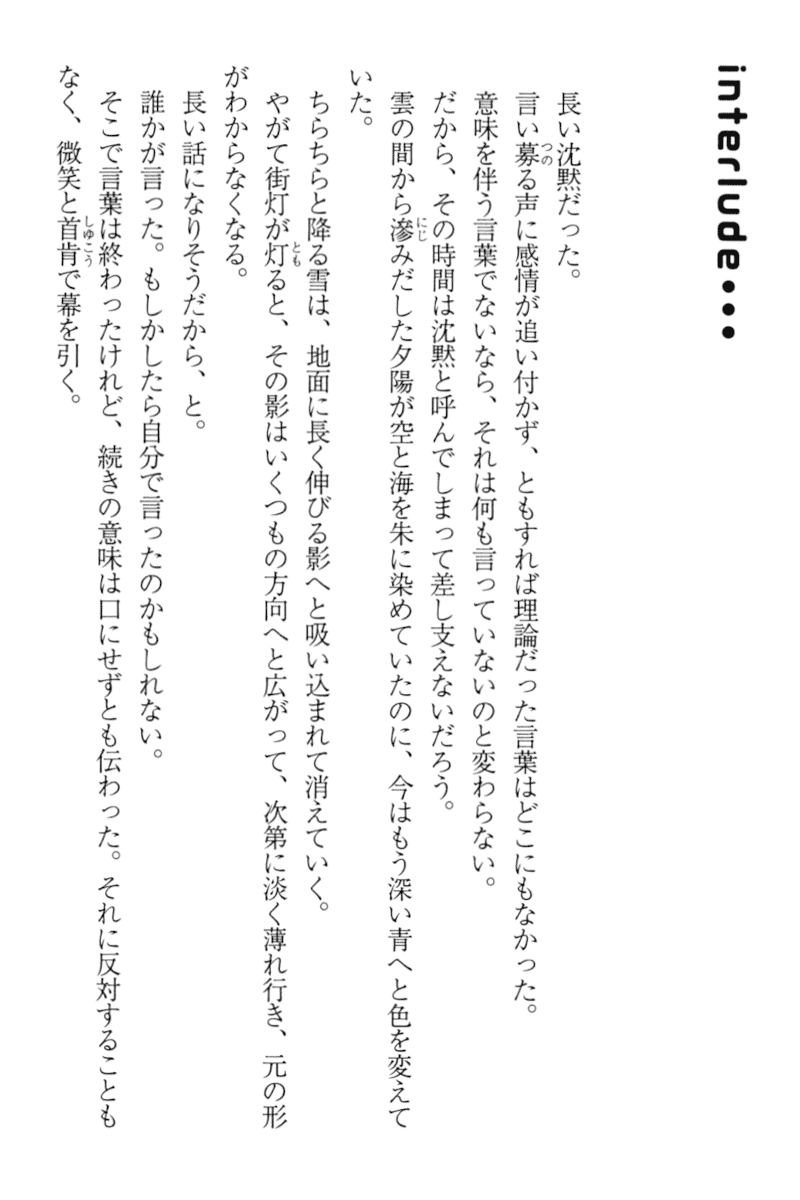 interlude・・・
長い沈黙だった。
言い募る声に感情が追い付かず、ともすれば理論だった言葉はどこにもなかった。
意味を伴う言葉でないなら、それは何も言っていないのと変わらない。
だから、その時間は沈黙と呼んでしまって差し支えないだろう。
雲の間から滲みだした夕陽が空と海を朱に染めていたのに、今はもう深い青へと色を変えて
いた。
ちらちらと降る雪は、地面に長く伸びる影へと吸い込まれて消えていく。
やがて街灯が灯ると、その影はいくつもの方向へと広がって、次第に淡く薄れ行き、元の形
がわからなくなる。
長い話になりそうだから、と。
誰かが言った。もしかしたら自分で言ったのかもしれない。
そこで言葉は終わったけれど、続きの意味は口にせずとも伝わった。それに反対することも
なく、微笑と首肯で幕を引く。